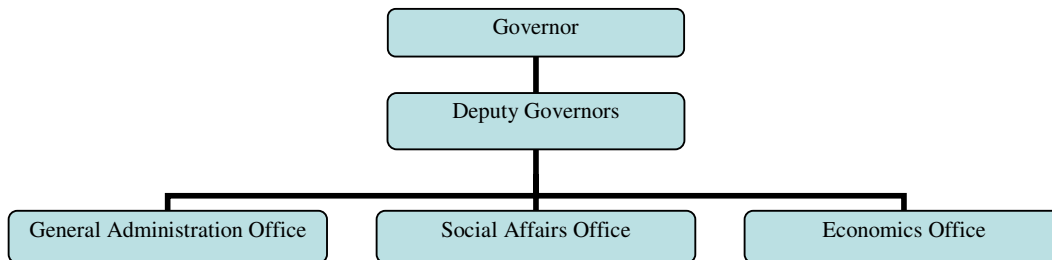 Governor
Deputy Governors
General Administration Office
Social Affairs Office
Economics Office